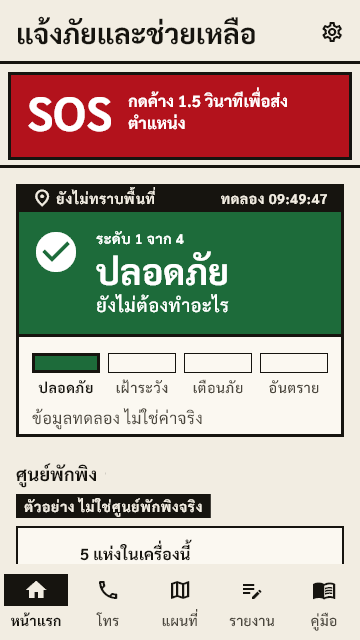 แจ้งภัยและช่วยเหลือ
SOS
กดค้าง 1.5 วินาทีเพื่อส่ง
ตำแหน่ง
ยังไม่ทราบพื้นที่
ทดลอง 09:49:47
ระดับ 1 จาก 4
ปลอดภัย
ยังไม่ต้องทำอะไร
ปลอดภัย
เฝ้าระวัง
เตือนภัย
อันตราย
ข้อมูลทดลอง ไม่ใช่ค่าจริง
ศูนย์พักพิง
ตัวอย่าง ไม่ใช่ศูนย์พักพิงจริง
5 แห่งในเครื่องนี้
หน้าแรก
โทร
แผนที่
รายงาน
คู่มือ